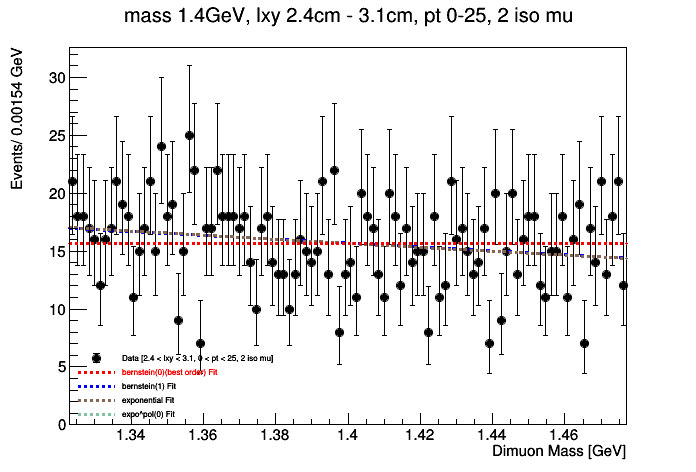 mass 1.4GeV, lxy 2.4cm - 3.1cm, pt 0-25, 2 iso mu
Events/ 0.00154 GeV
30
25
20
15
10
5
0
Data [2.4 < lxy < 3.1, 0 < pt < 25, 2 iso mu]
bernstein(0)(best order) Fit
bernstein(1) Fit
exponential Fit
expo*pol(0) Fit
1.34 1.36 1.38 1.4 1.42 1.44 1.46
Dimuon Mass [GeV]